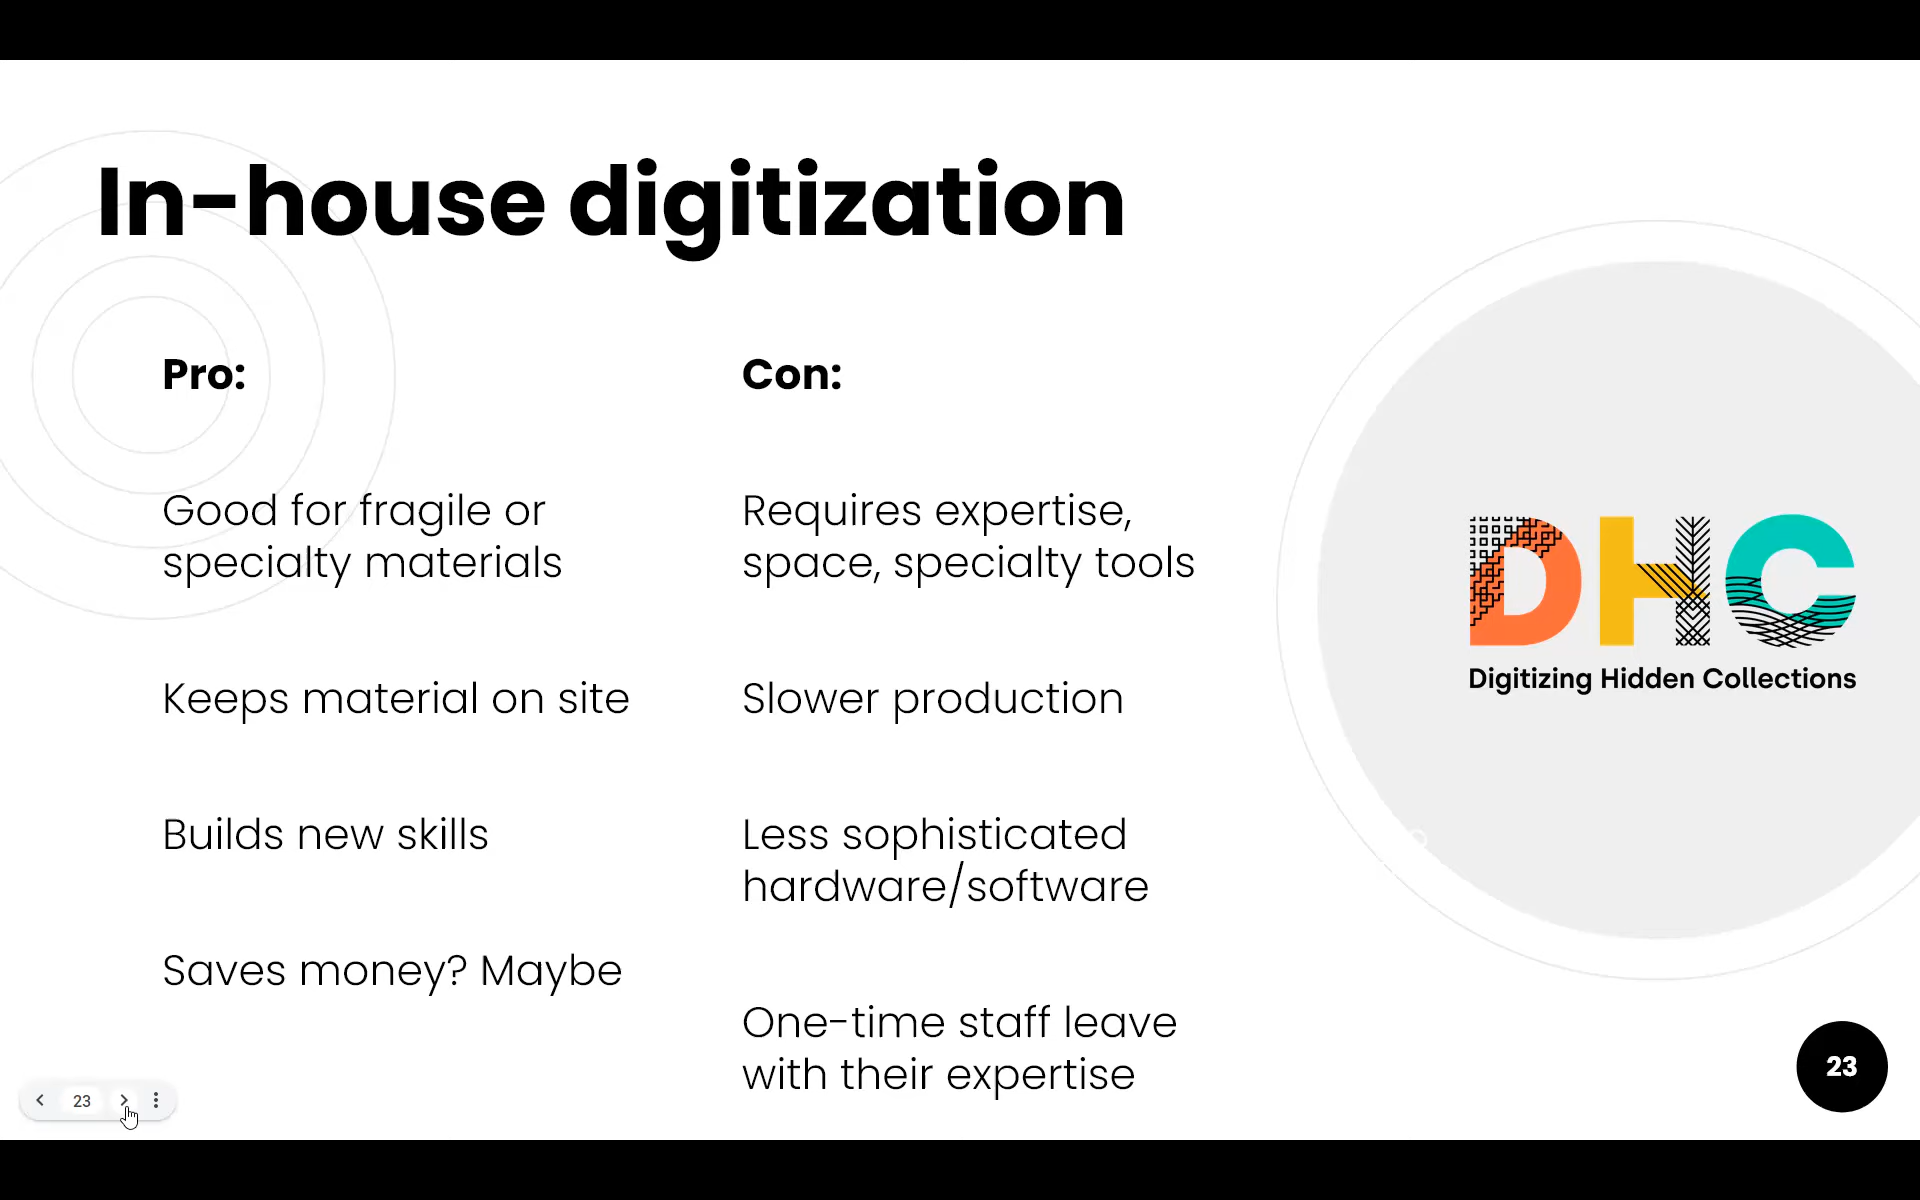 In-house digitization
Pro:
Good for fragile or
specialty materials
Keeps material on site
Builds new skills
Saves money? Maybe
Con:
Requires expertise,
space, specialty tools
Slower production
Less sophisticated
hardware/software
One-time staff leave
with their expertise
DHC
Digitizing Hidden Collections
23
23